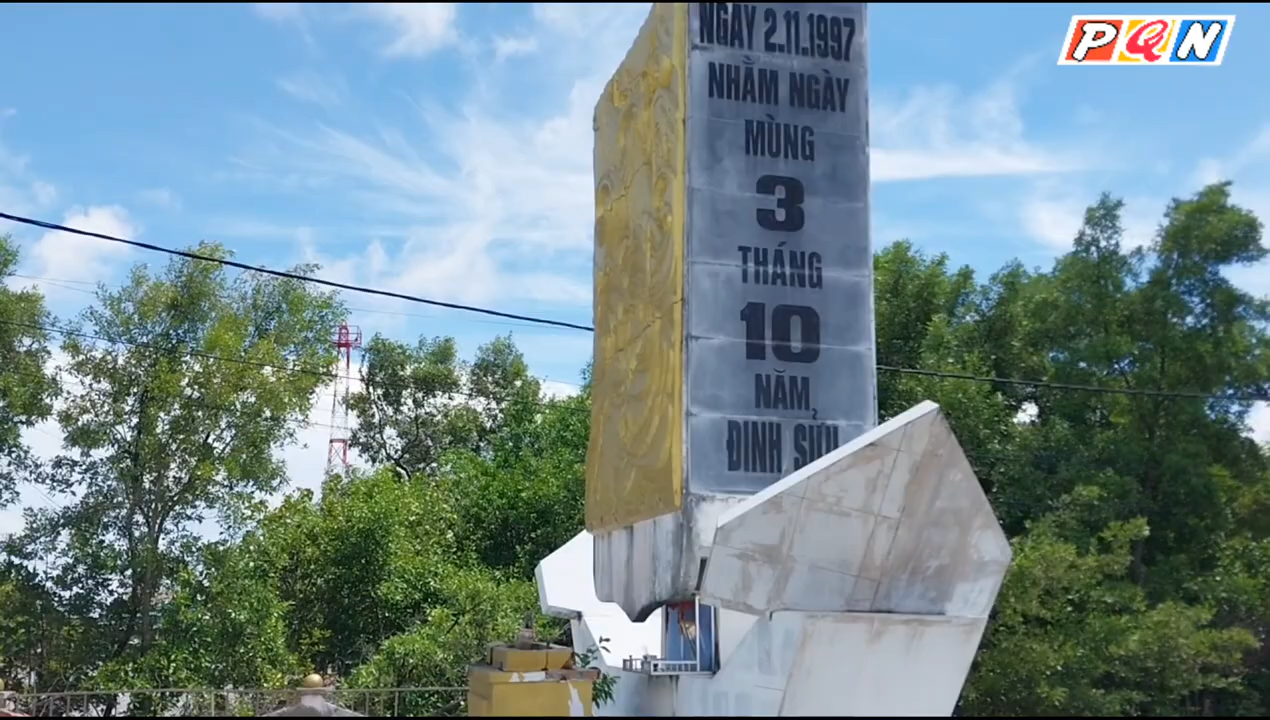 PQN
NGÀY 2.11.1997
NHẰM NGÀY
MÙNG
3
THÁNG
10
NĂM
ĐINH SỬU